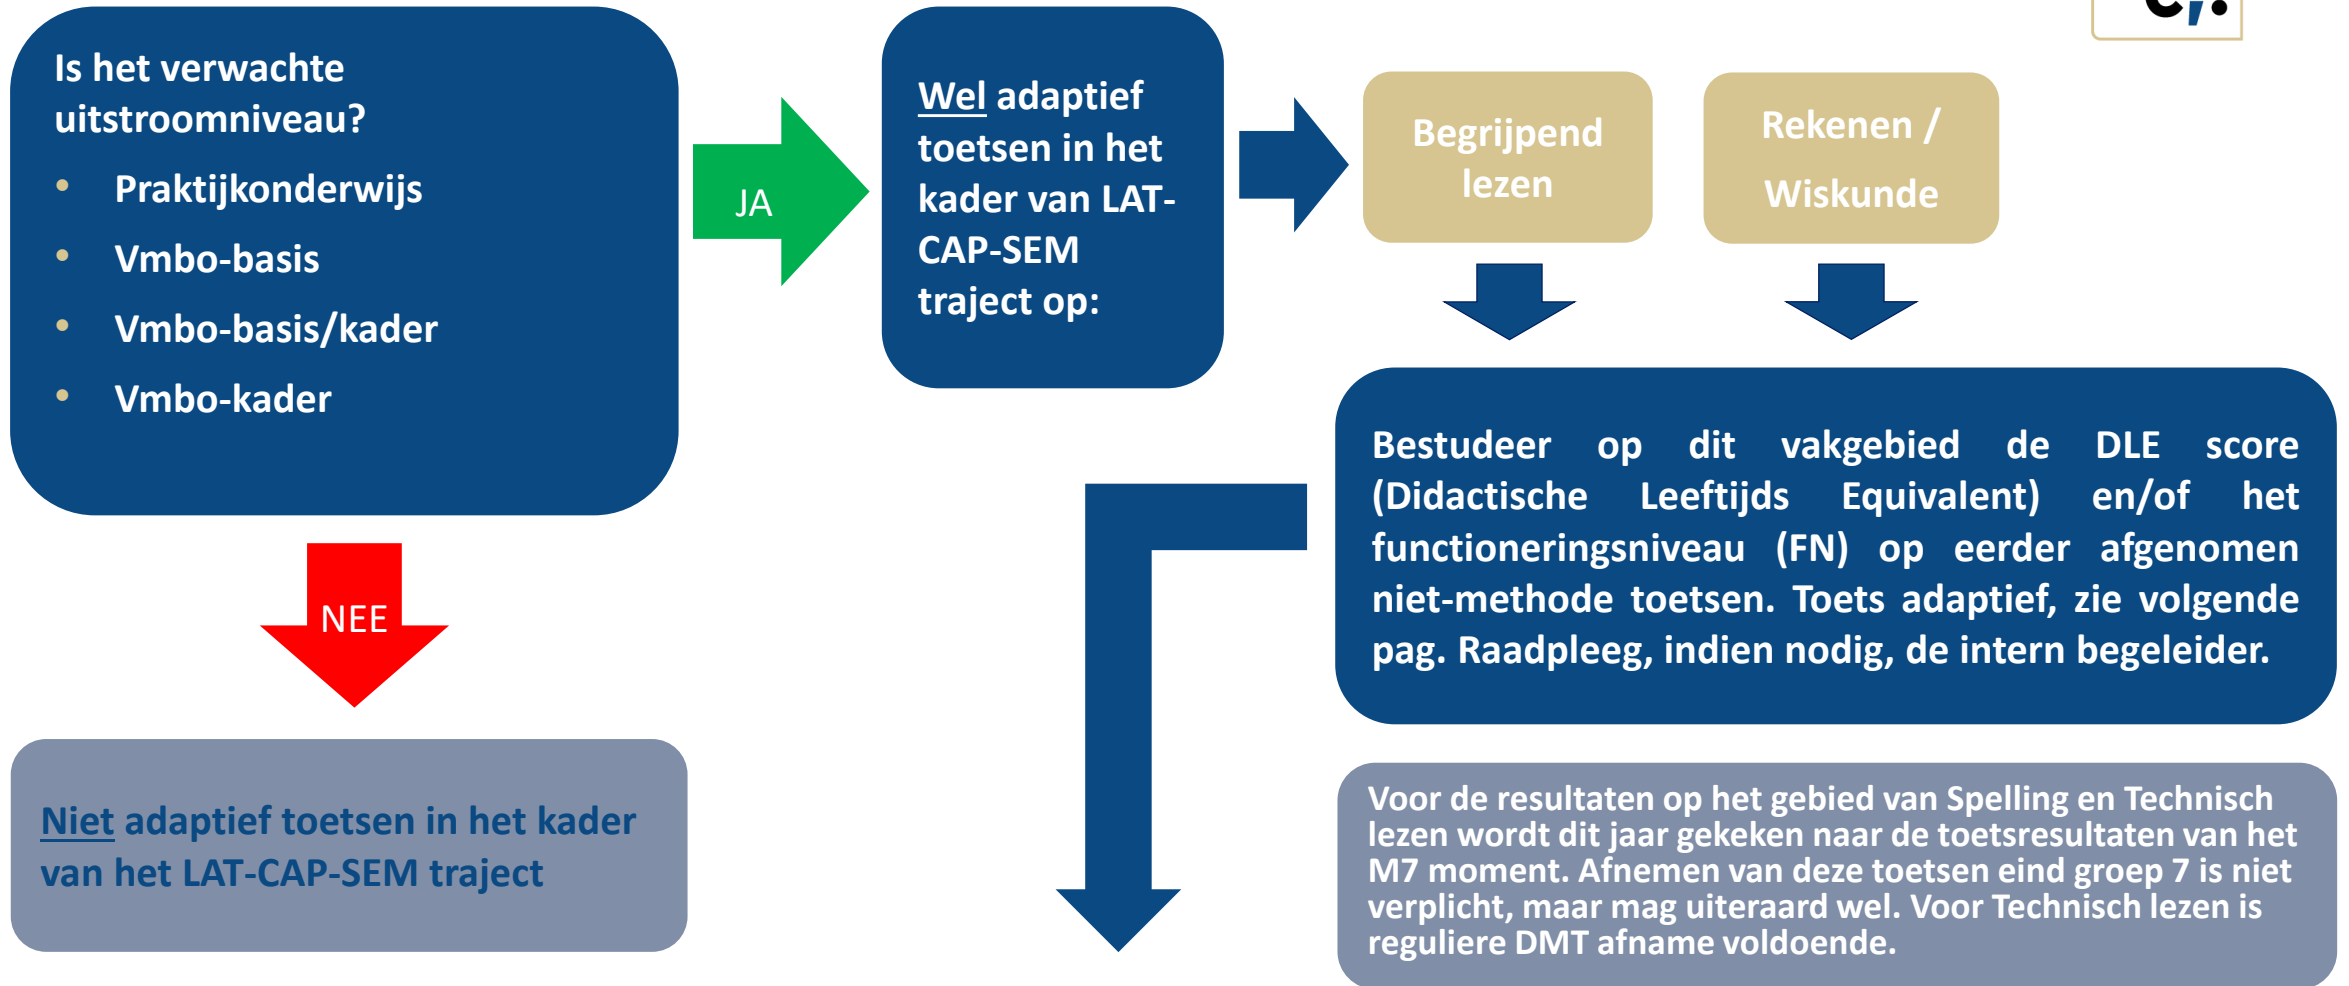 Is het verwachte
uitstroomniveau?
• Praktijkonderwijs
• Vmbo-basis
• Vmbo-basis/kader
• Vmbo-kader
JA
Wel adaptief
toetsen in het
kader van LAT-
CAP-SEM
traject op:
Begrijpend
lezen
Rekenen /
Wiskunde
Bestudeer op dit vakgebied de DLE score
(Didactische Leeftijds Equivalent) en/of het
functioneringsniveau (FN) op eerder afgenomen
niet-methode toetsen. Toets adaptief, zie volgende
pag. Raadpleeg, indien nodig, de intern begeleider.
NEE
Niet adaptief toetsen in het kader
van het LAT-CAP-SEM traject
Voor de resultaten op het gebied van Spelling en Technisch
lezen wordt dit jaar gekeken naar de toetsresultaten van het
M7 moment. Afnemen van deze toetsen eind groep 7 is niet
verplicht, maar mag uiteraard wel. Voor Technisch lezen is
reguliere DMT afname voldoende.